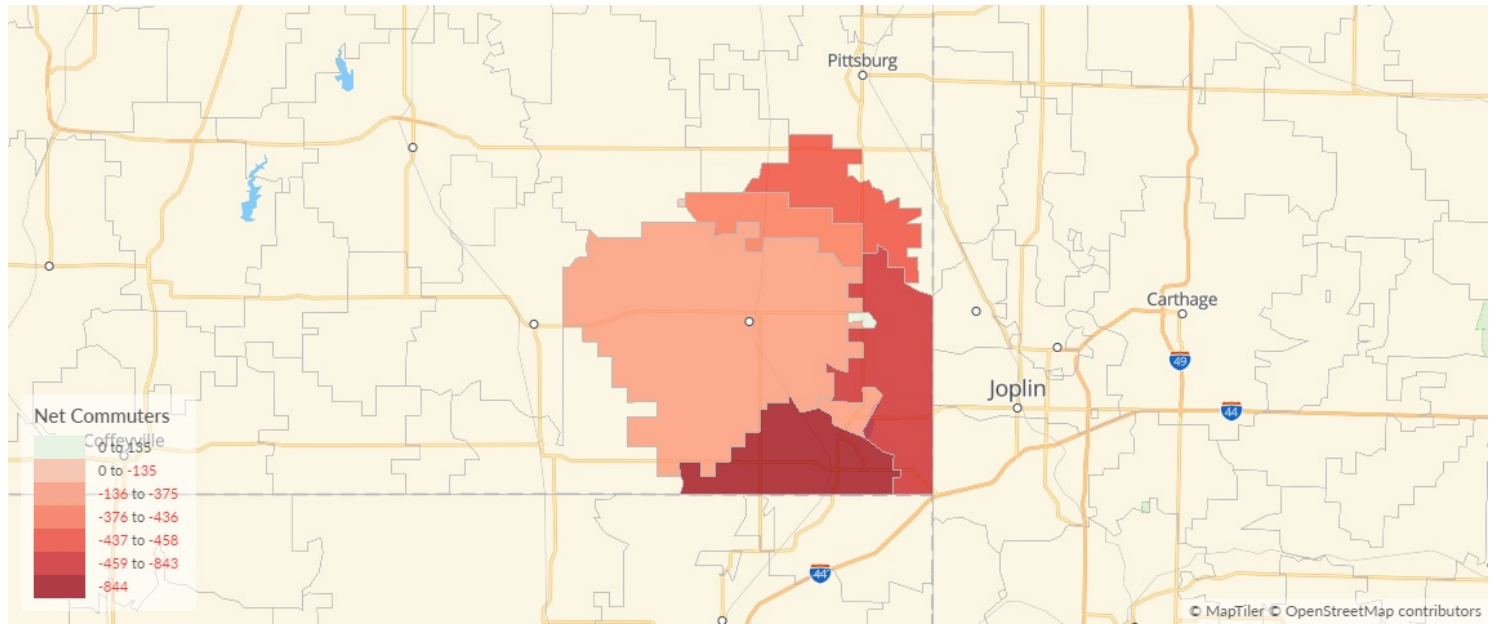 Pittsburg
Carthage
49
Joplin
44
Net Commuters
Coffeyville
0 to 135
0 to -135
-136 to -375
-376 to -436
-437 to -458
-459 to -843
-844
44
© MapTiler © OpenStreetMap contributors